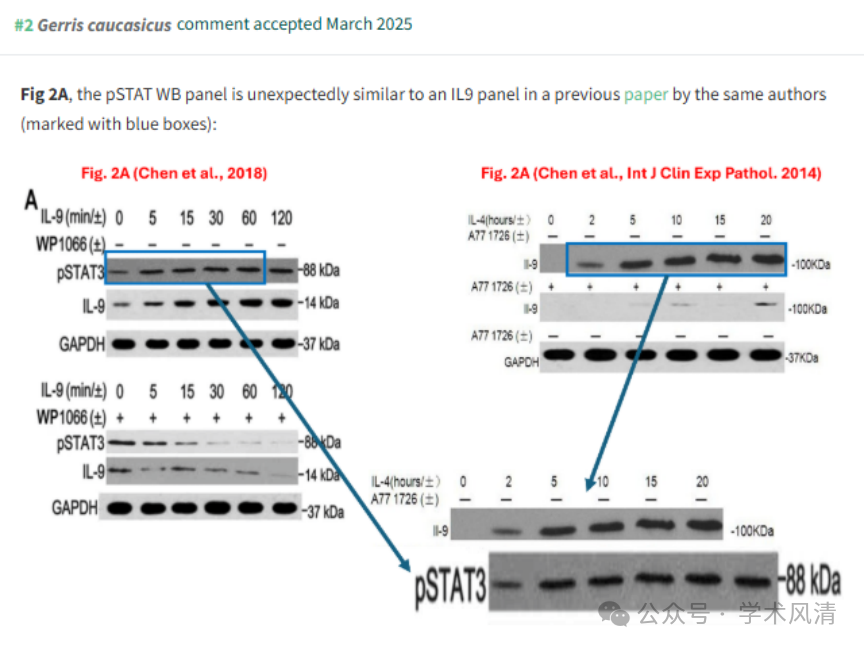 #2 Gerris caucasicus comment accepted March 2025
Fig 2A, the pSTAT WB panel is unexpectedly similar to an IL9 panel in a previous paper by the same authors
(marked with blue boxes):
Fig. 2A (Chen et al., 2018)
A
IL-9(min/±) 0 5 15 30 60 120
WP1066(±) – – – – – –
pSTAT3 -88 kDa
IL-9 -14 kDa
GAPDH -37 kDa
IL-9(min/±) 0 5 15 30 60 120
WP1066(±) + + + + + +
pSTAT3 -88 kDa
IL-9 -14 kDa
GAPDH -37 kDa
Fig. 2A (Chen et al., Int J Clin Exp Pathol. 2014)
IL-4(hours/±) 0 2 5 10 15 20
A77 1726 (±) – – – – – –
Il-9 -100KDa
A77 1726 (±) + + + + + +
Il-9 -100KDa
A77 1726 (±) – – – – – –
GAPDH -37KDa
IL-4(hours/±) 0 2 5 10 15 20
A77 1726 (±) – – – – – –
Il-9 -100KDa
pSTAT3 -88 kDa
公众号 · 学术风清